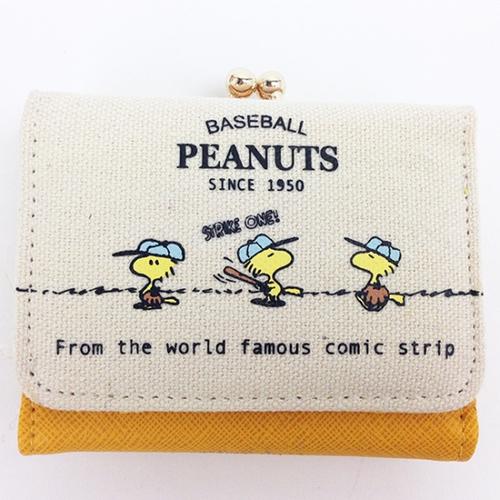 BASEBALL
PEANUTS
SINCE 1950
STRIKE ONE!
From the world famous comic strip